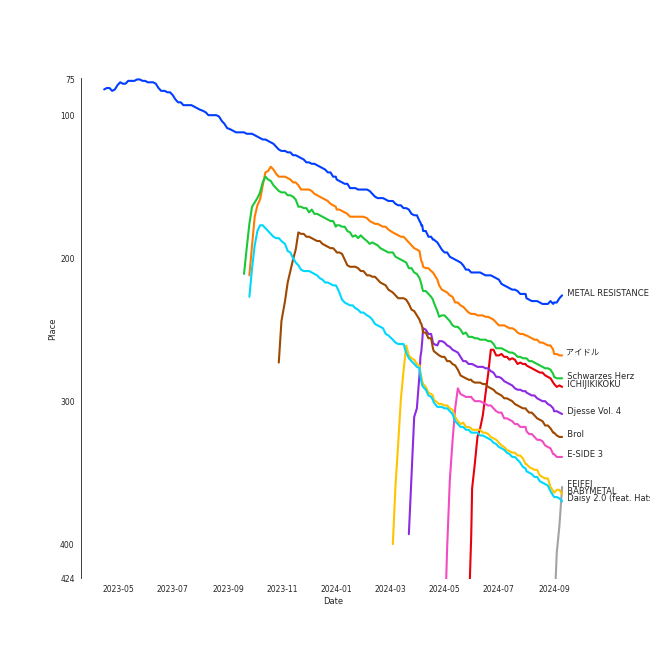 75
100
200
300
400
424
Place
2023-05
2023-07
2023-09
2023-11
2024-01
2024-03
2024-05
2024-07
2024-09
Date
METAL RESISTANCE
アイドル
Schwarzes Herz
ICHIJIKIKOKU
Djesse Vol. 4
Brol
E-SIDE 3
FEIFEI
BABYMETAL
Daisy 2.0 (feat. Hats